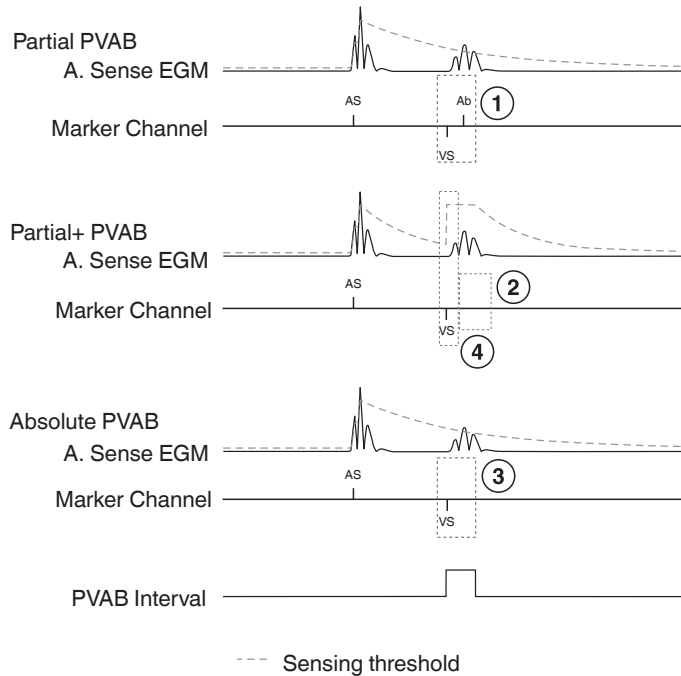 Partial PVAB
A. Sense EGM
AS
Ab
1
Marker Channel
VS
Partial+ PVAB
A. Sense EGM
AS
2
Marker Channel
VS
4
Absolute PVAB
A. Sense EGM
AS
3
Marker Channel
VS
PVAB Interval
Sensing threshold